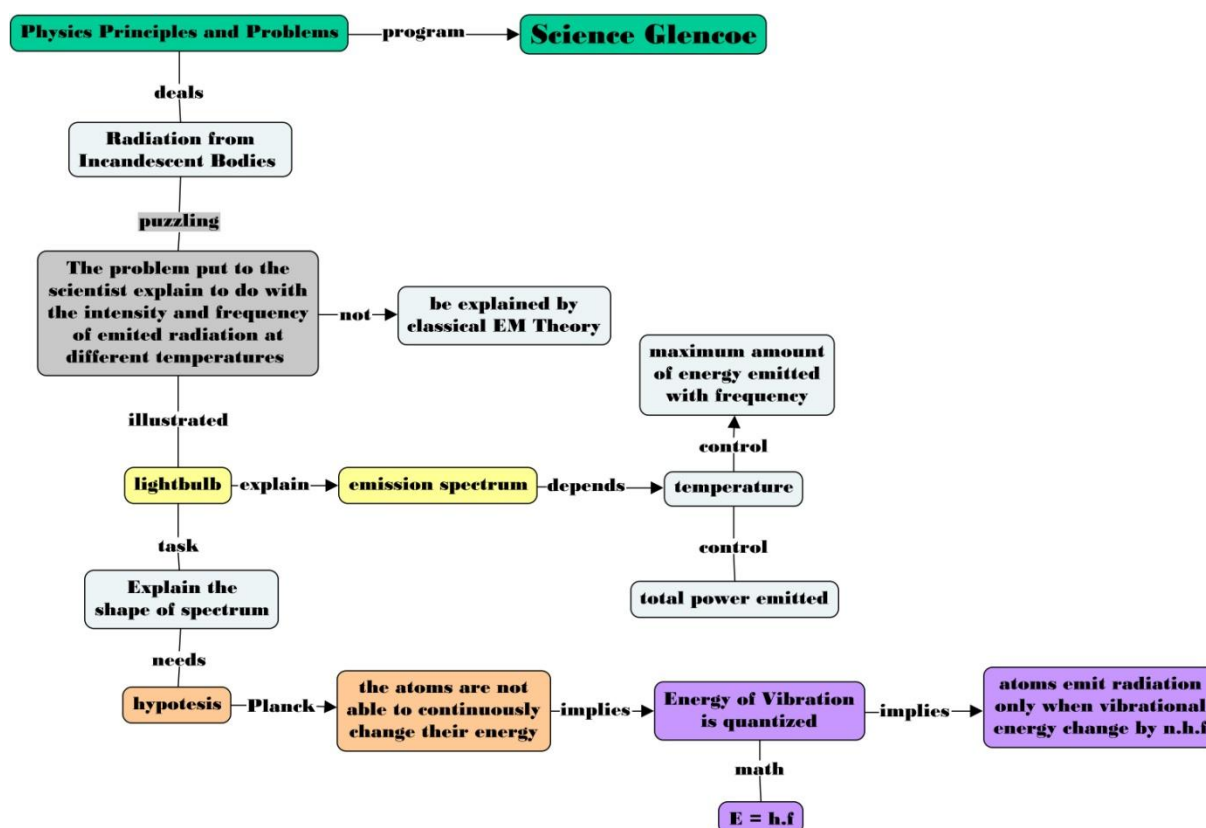 Physics Principles and Problems
program
Science Glencoe
deals
Radiation from
Incandescent Bodies
puzzling
The problem put to the
scientist explain to do with
the intensity and frequency
of emited radiation at
different temperatures
not
be explained by
classical EM Theory
maximum amount
of energy emitted
with frequency
illustrated
control
lightbulb
explain
emission spectrum
depends
temperature
task
control
Explain the
shape of spectrum
total power emitted
needs
hypotesis
Planck
the atoms are not
able to continuously
change their energy
implies
Energy of Vibration
is quantized
implies
atoms emit radiation
only when vibrational
energy change by n.h.f
math
E = h.f